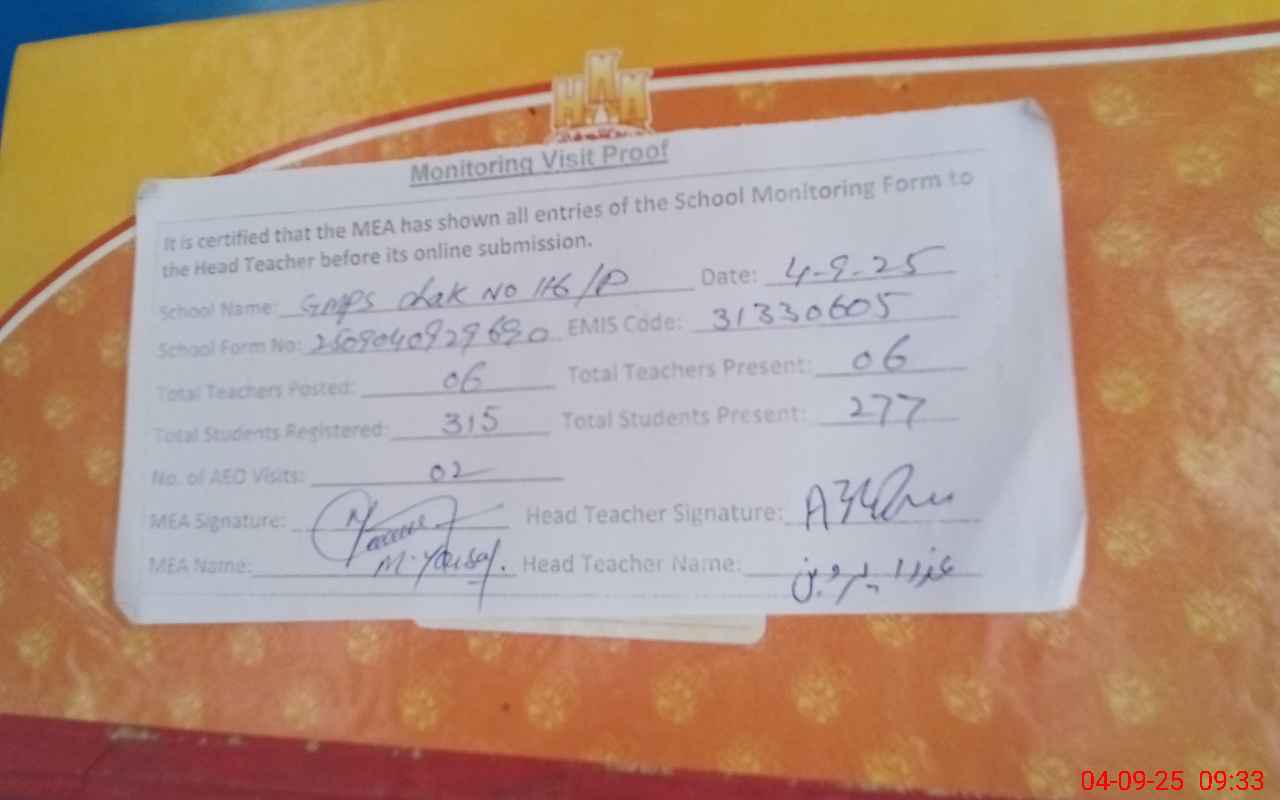 HMM
Monitoring Visit Proof
It is certified that the MEA has shown all entries of the School Monitoring Form to
the Head Teacher before its online submission.
School Name: GMPS Chak No 116/P Date: 4-9-25
School Form No: 2509040929690 EMIS Code: 31330605
Total Teachers Posted: 06 Total Teachers Present: 06
Total Students Registered: 315 Total Students Present: 277
No. of AEO Visits: 02
MEA Signature: Head Teacher Signature:
MEA Name: M. Yousaf. Head Teacher Name: عذرا پروین
04-09-25 09:33